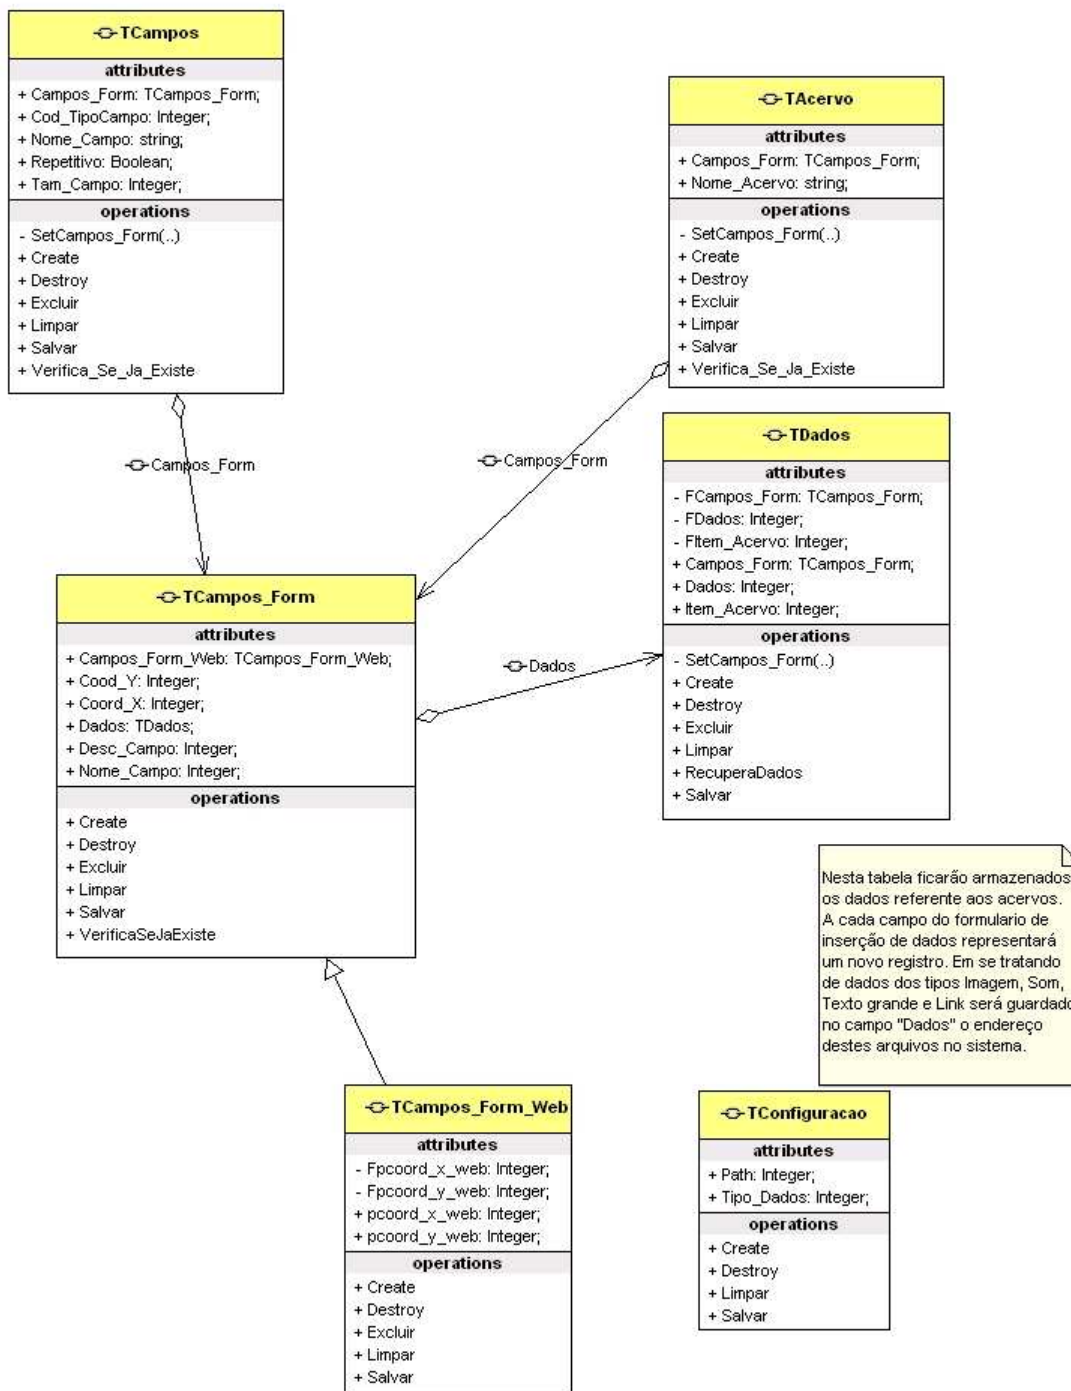 TCampos
attributes
+ Campos_Form: TCampos_Form;
+ Cod_TipoCampo: Integer;
+ Nome_Campo: string;
+ Repetitivo: Boolean;
+ Tam_Campo: Integer;
operations
- SetCampos_Form(..)
+ Create
+ Destroy
+ Excluir
+ Limpar
+ Salvar
+ Verifica_Se_Ja_Existe
TAcervo
attributes
+ Campos_Form: TCampos_Form;
+ Nome_Acervo: string;
operations
- SetCampos_Form(..)
+ Create
+ Destroy
+ Excluir
+ Limpar
+ Salvar
+ Verifica_Se_Ja_Existe
Campos_Form
Campos_Form
TDados
attributes
- FCampos_Form: TCampos_Form;
- FDados: Integer;
- FItem_Acervo: Integer;
+ Campos_Form: TCampos_Form;
+ Dados: Integer;
+ Item_Acervo: Integer;
operations
- SetCampos_Form(..)
+ Create
+ Destroy
+ Excluir
+ Limpar
+ RecuperaDados
+ Salvar
TCampos_Form
attributes
+ Campos_Form_Web: TCampos_Form_Web;
+ Cood_Y: Integer;
+ Coord_X: Integer;
+ Dados: TDados;
+ Desc_Campo: Integer;
+ Nome_Campo: Integer;
operations
+ Create
+ Destroy
+ Excluir
+ Limpar
+ Salvar
+ VerificaSeJaExiste
Dados
Nesta tabela ficarão armazenados
os dados referente aos acervos.
A cada campo do formulario de
inserção de dados representará
um novo registro. Em se tratando
de dados dos tipos Imagem, Som,
Texto grande e Link será guardado
no campo "Dados" o endereço
destes arquivos no sistema.
TCampos_Form_Web
attributes
- Fpcoord_x_web: Integer;
- Fpcoord_y_web: Integer;
+ pcoord_x_web: Integer;
+ pcoord_y_web: Integer;
operations
+ Create
+ Destroy
+ Excluir
+ Limpar
+ Salvar
TConfiguracao
attributes
+ Path: Integer;
+ Tipo_Dados: Integer;
operations
+ Create
+ Destroy
+ Limpar
+ Salvar